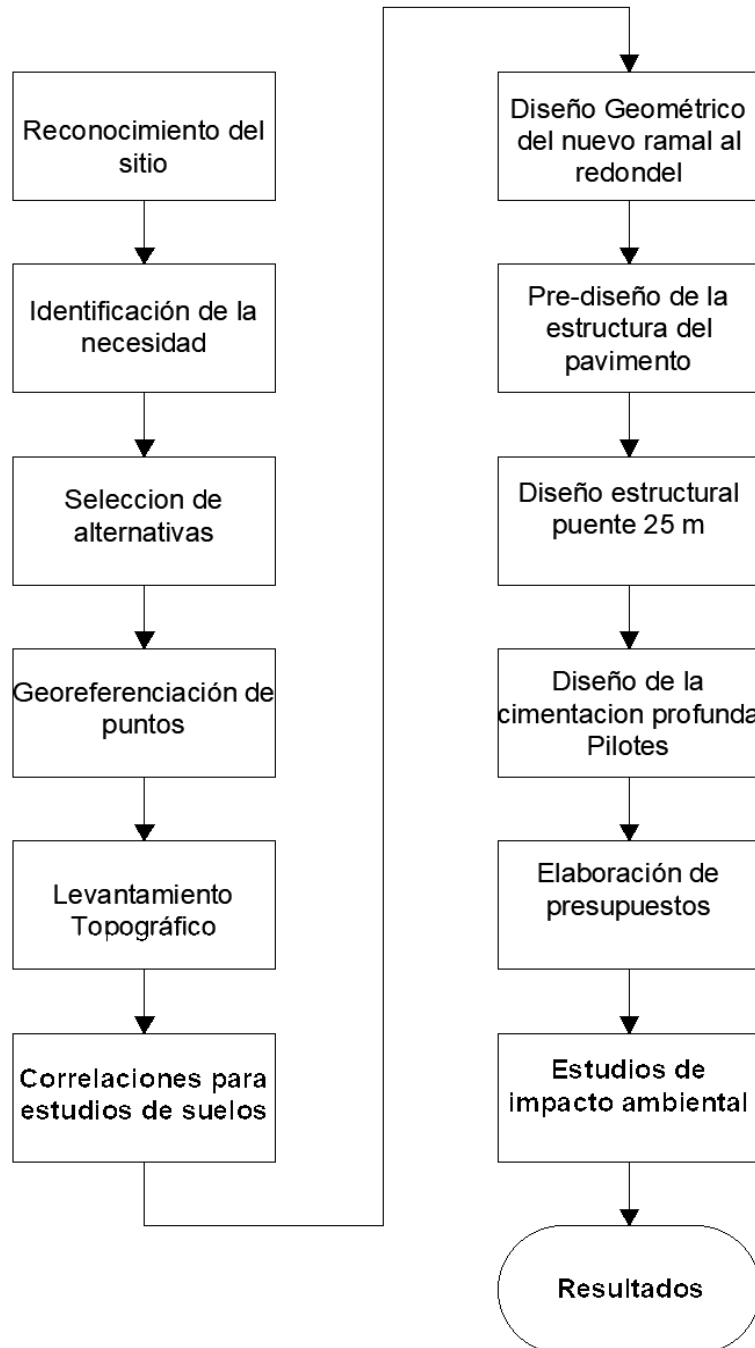 Reconocimiento del
sitio
Identificación de la
necesidad
Seleccion de
alternativas
Georeferenciación de
puntos
Levantamiento
Topográfico
Correlaciones para
estudios de suelos
Diseño Geométrico
del nuevo ramal al
redondel
Pre-diseño de la
estructura del
pavimento
Diseño estructural
puente 25 m
Diseño de la
cimentacion profunda
Pilotes
Elaboración de
presupuestos
Estudios de
impacto ambiental
Resultados